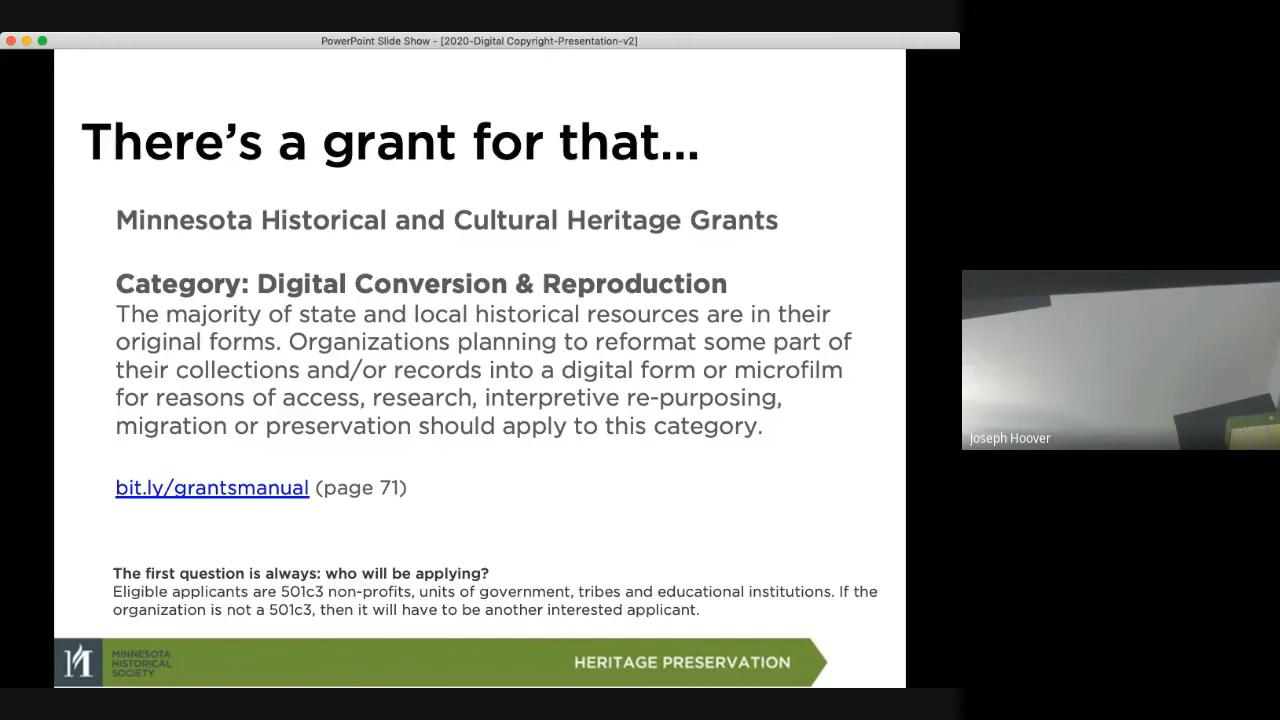 PowerPoint Slide Show - [2020-Digital Copyright-Presentation-v2]
There’s a grant for that...
Minnesota Historical and Cultural Heritage Grants
Category: Digital Conversion & Reproduction
The majority of state and local historical resources are in their
original forms. Organizations planning to reformat some part of
their collections and/or records into a digital form or microfilm
for reasons of access, research, interpretive re-purposing,
migration or preservation should apply to this category.
bit.ly/grantsmanual (page 71)
The first question is always: who will be applying?
Eligible applicants are 501c3 non-profits, units of government, tribes and educational institutions. If the
organization is not a 501c3, then it will have to be another interested applicant.
MINNESOTA
HISTORICAL
SOCIETY
HERITAGE PRESERVATION
Joseph Hoover